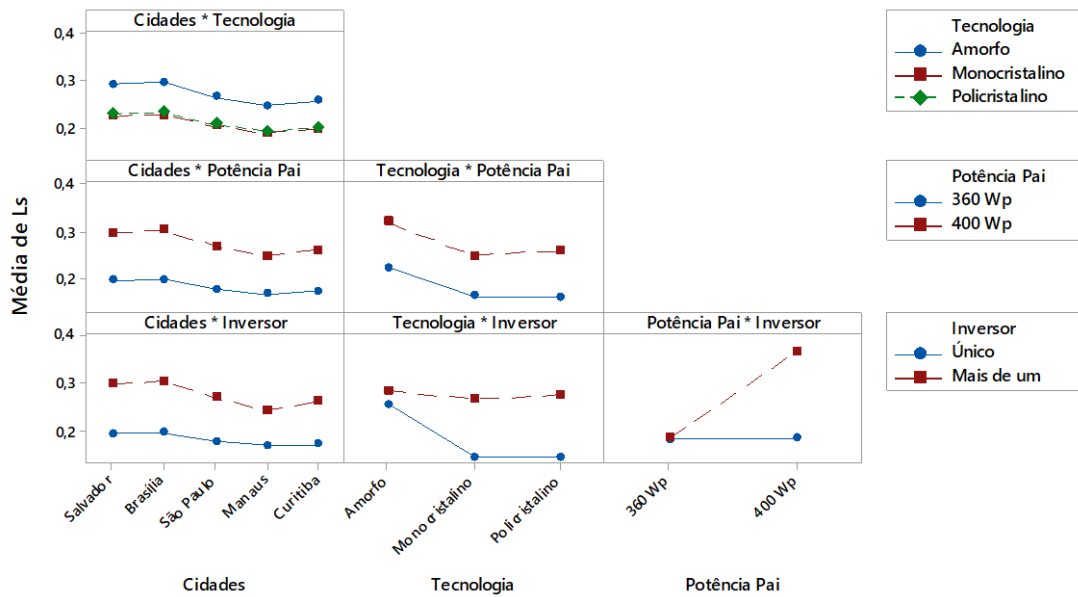 Cidades * Tecnologia
0,4
0,3
0,2
Tecnologia
Amorfo
Monocristalino
Policristalino
Média de Ls
Cidades * Potência Pai
Tecnologia * Potência Pai
0,4
0,3
0,2
Potência Pai
360 Wp
400 Wp
Cidades * Inversor
Tecnologia * Inversor
Potência Pai * Inversor
0,4
0,3
0,2
Inversor
Único
Mais de um
Salvador
Brasília
São Paulo
Manaus
Curitiba
Amorfo
Monocristalino
Policristalino
360 Wp
400 Wp
Cidades
Tecnologia
Potência Pai